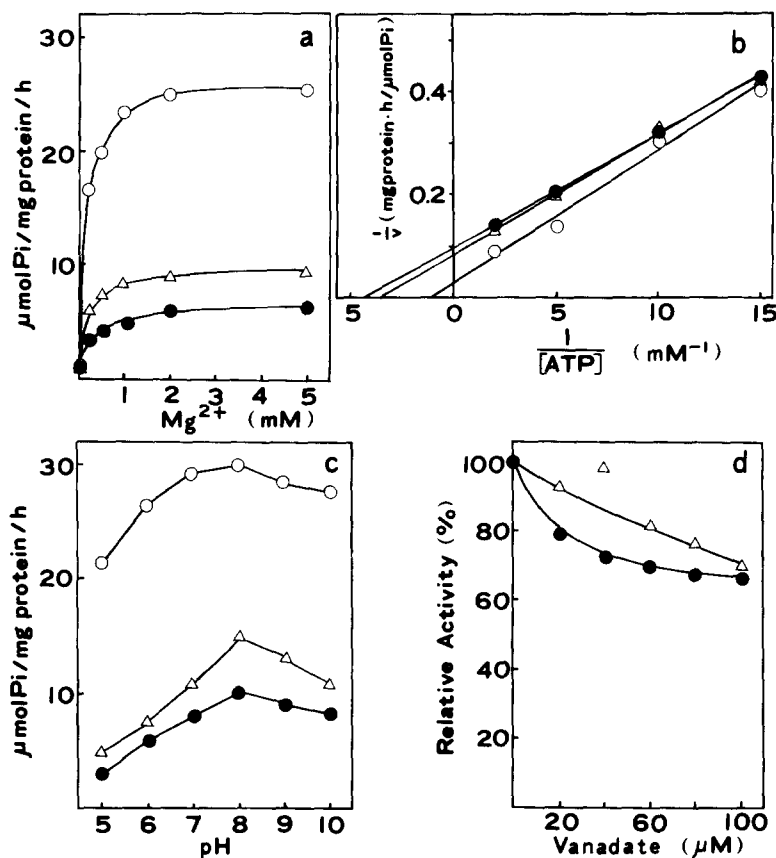 a
30
20
10
0
μmolPi/mg protein/h
1 2 3 4 5
Mg2+ (mM)
b
0.4
0.2
1/v (mg protein·h/μmolPi)
5 0 5 10 15
1/[ATP] (mM−1)
c
30
20
10
μmolPi/mg protein/h
5 6 7 8 9 10
pH
d
100
80
60
40
20
Relative Activity (%)
20 60 100
Vanadate (μM)